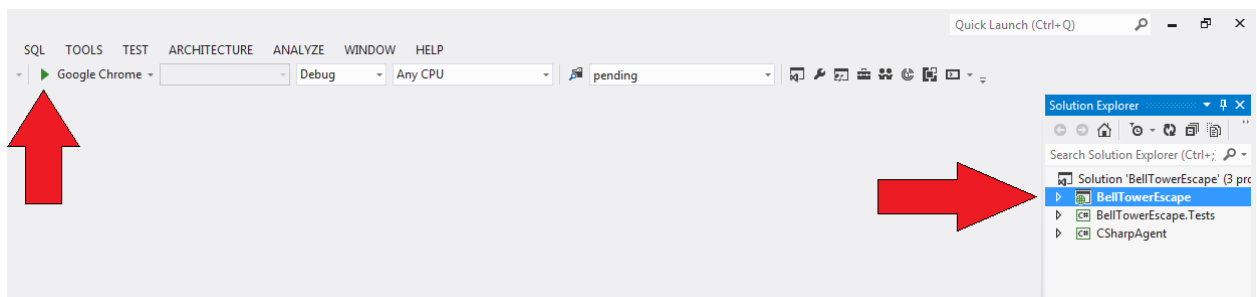 Quick Launch (Ctrl+Q)
SQL TOOLS TEST ARCHITECTURE ANALYZE WINDOW HELP
Google Chrome Debug Any CPU pending
Solution Explorer
Search Solution Explorer (Ctrl+;
Solution 'BellTowerEscape' (3 pro
BellTowerEscape
C# BellTowerEscape.Tests
C# CSharpAgent